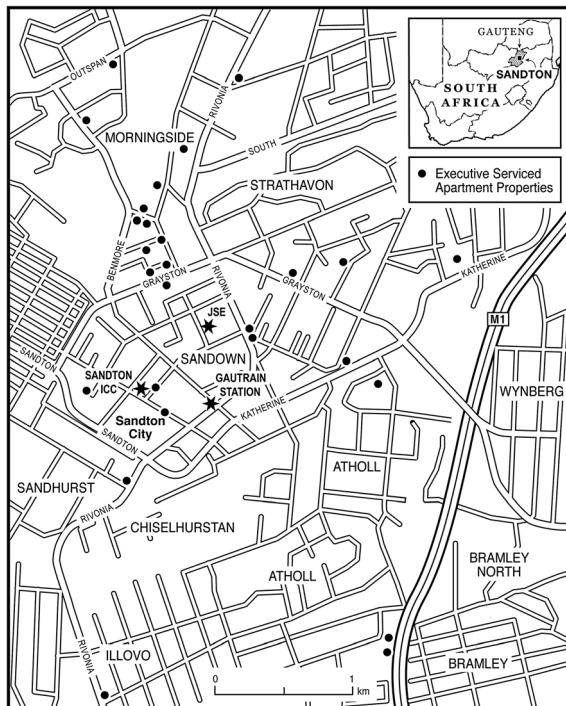 GAUTENG
SANDTON
SOUTH
AFRICA
Executive Serviced
Apartment Properties
OUTSPAN
RIVONIA
MORNINGSIDE
SOUTH
STRATHAVON
BENMORE
GRAYSTON
RIVONIA
GRAYSTON
KATHERINE
JSE
M1
SANDTON
SANDOWN
SANDTON
ICC
GAUTRAIN
STATION
WYNBERG
Sandton
City
KATHERINE
SANDTON
ATHOLL
SANDHURST
RIVONIA
CHISELHURSTAN
BRAMLEY
NORTH
ATHOLL
RIVONIA
ILLOVO
BRAMLEY
0
1
km